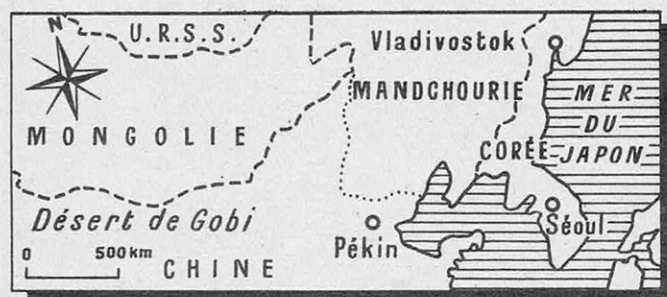 N
U.R.S.S.
Vladivostok
MANDCHOURIE
MER
DU
JAPON
MONGOLIE
CORÉE
Désert de Gobi
Séoul
Pékin
0 500km
CHINE